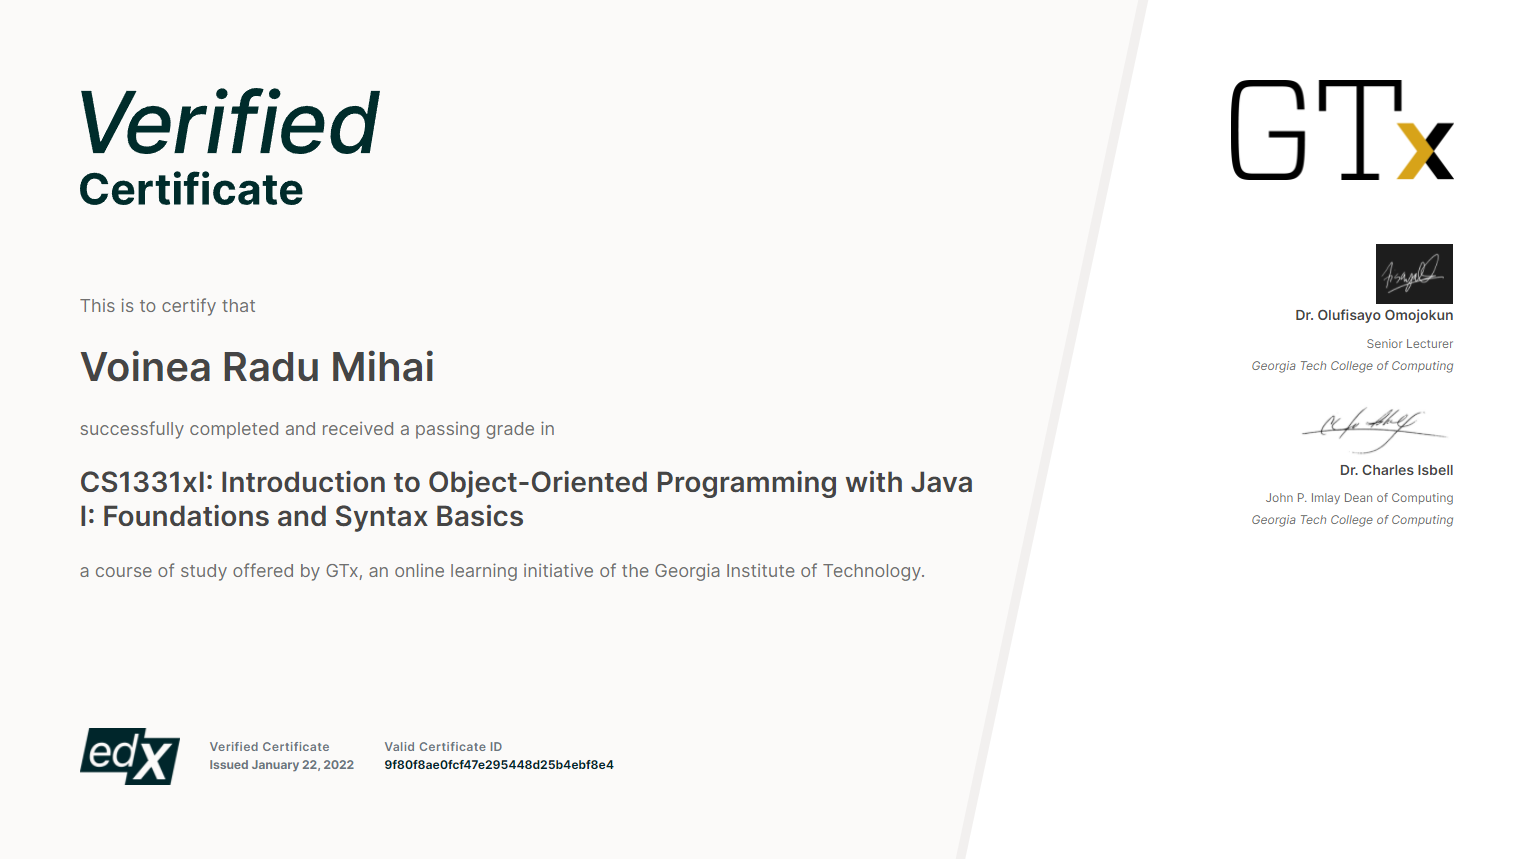 Verified
Certificate
This is to certify that
Voinea Radu Mihai
successfully completed and received a passing grade in
CS1331xI: Introduction to Object-Oriented Programming with Java
I: Foundations and Syntax Basics
a course of study offered by GTx, an online learning initiative of the Georgia Institute of Technology.
edX
Verified Certificate
Issued January 22, 2022
Valid Certificate ID
9f80f8ae0fcf47e295448d25b4ebf8e4
GTx
Dr. Olufisayo Omojokun
Senior Lecturer
Georgia Tech College of Computing
Dr. Charles Isbell
John P. Imlay Dean of Computing
Georgia Tech College of Computing